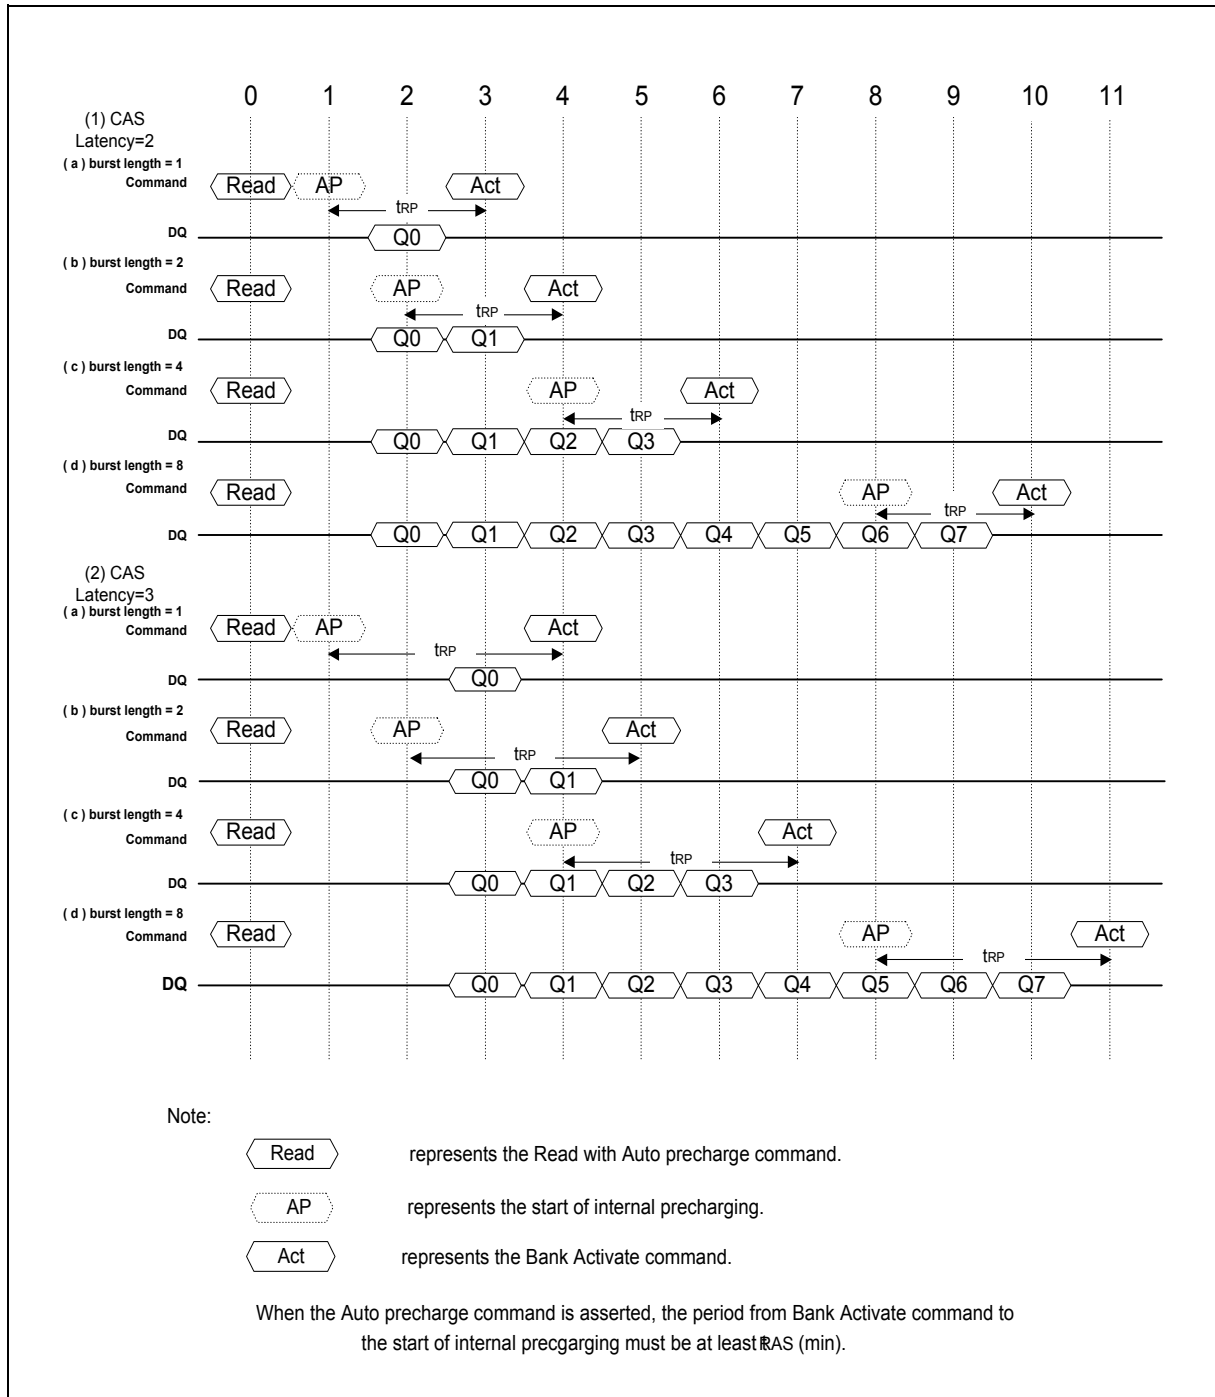 0 1 2 3 4 5 6 7 8 9 10 11
(1) CAS
Latency=2
( a ) burst length = 1
Command Read AP Act
tRP
DQ Q0
( b ) burst length = 2
Command Read AP Act
tRP
DQ Q0 Q1
( c ) burst length = 4
Command Read AP Act
tRP
DQ Q0 Q1 Q2 Q3
( d ) burst length = 8
Command Read AP Act
tRP
DQ Q0 Q1 Q2 Q3 Q4 Q5 Q6 Q7
(2) CAS
Latency=3
( a ) burst length = 1
Command Read AP Act
tRP
DQ Q0
( b ) burst length = 2
Command Read AP Act
tRP
DQ Q0 Q1
( c ) burst length = 4
Command Read AP Act
tRP
DQ Q0 Q1 Q2 Q3
( d ) burst length = 8
Command Read AP Act
tRP
DQ Q0 Q1 Q2 Q3 Q4 Q5 Q6 Q7
Note:
Read represents the Read with Auto precharge command.
AP represents the start of internal precharging.
Act represents the Bank Activate command.
When the Auto precharge command is asserted, the period from Bank Activate command to
the start of internal precgarging must be at least tRAS (min).